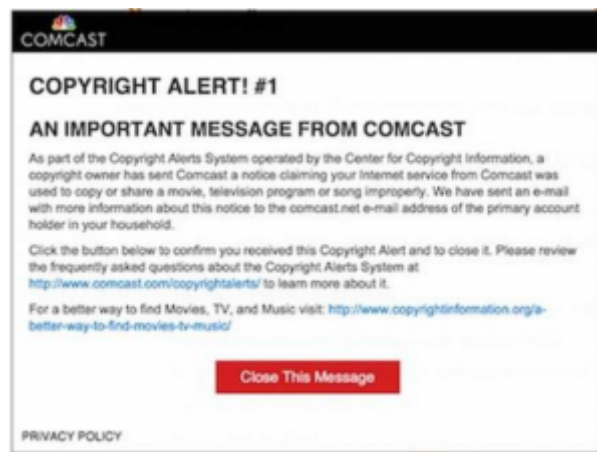 COMCAST
COPYRIGHT ALERT! #1
AN IMPORTANT MESSAGE FROM COMCAST
As part of the Copyright Alerts System operated by the Center for Copyright Information, a
copyright owner has sent Comcast a notice claiming your Internet service from Comcast was
used to copy or share a movie, television program or song improperly. We have sent an e-mail
with more information about this notice to the comcast.net e-mail address of the primary account
holder in your household.
Click the button below to confirm you received this Copyright Alert and to close it. Please review
the frequently asked questions about the Copyright Alerts System at
http://www.comcast.com/copyrightalerts/ to learn more about it.
For a better way to find Movies, TV, and Music visit: http://www.copyrightinformation.org/a-
better-way-to-find-movies-tv-music/
Close This Message
PRIVACY POLICY